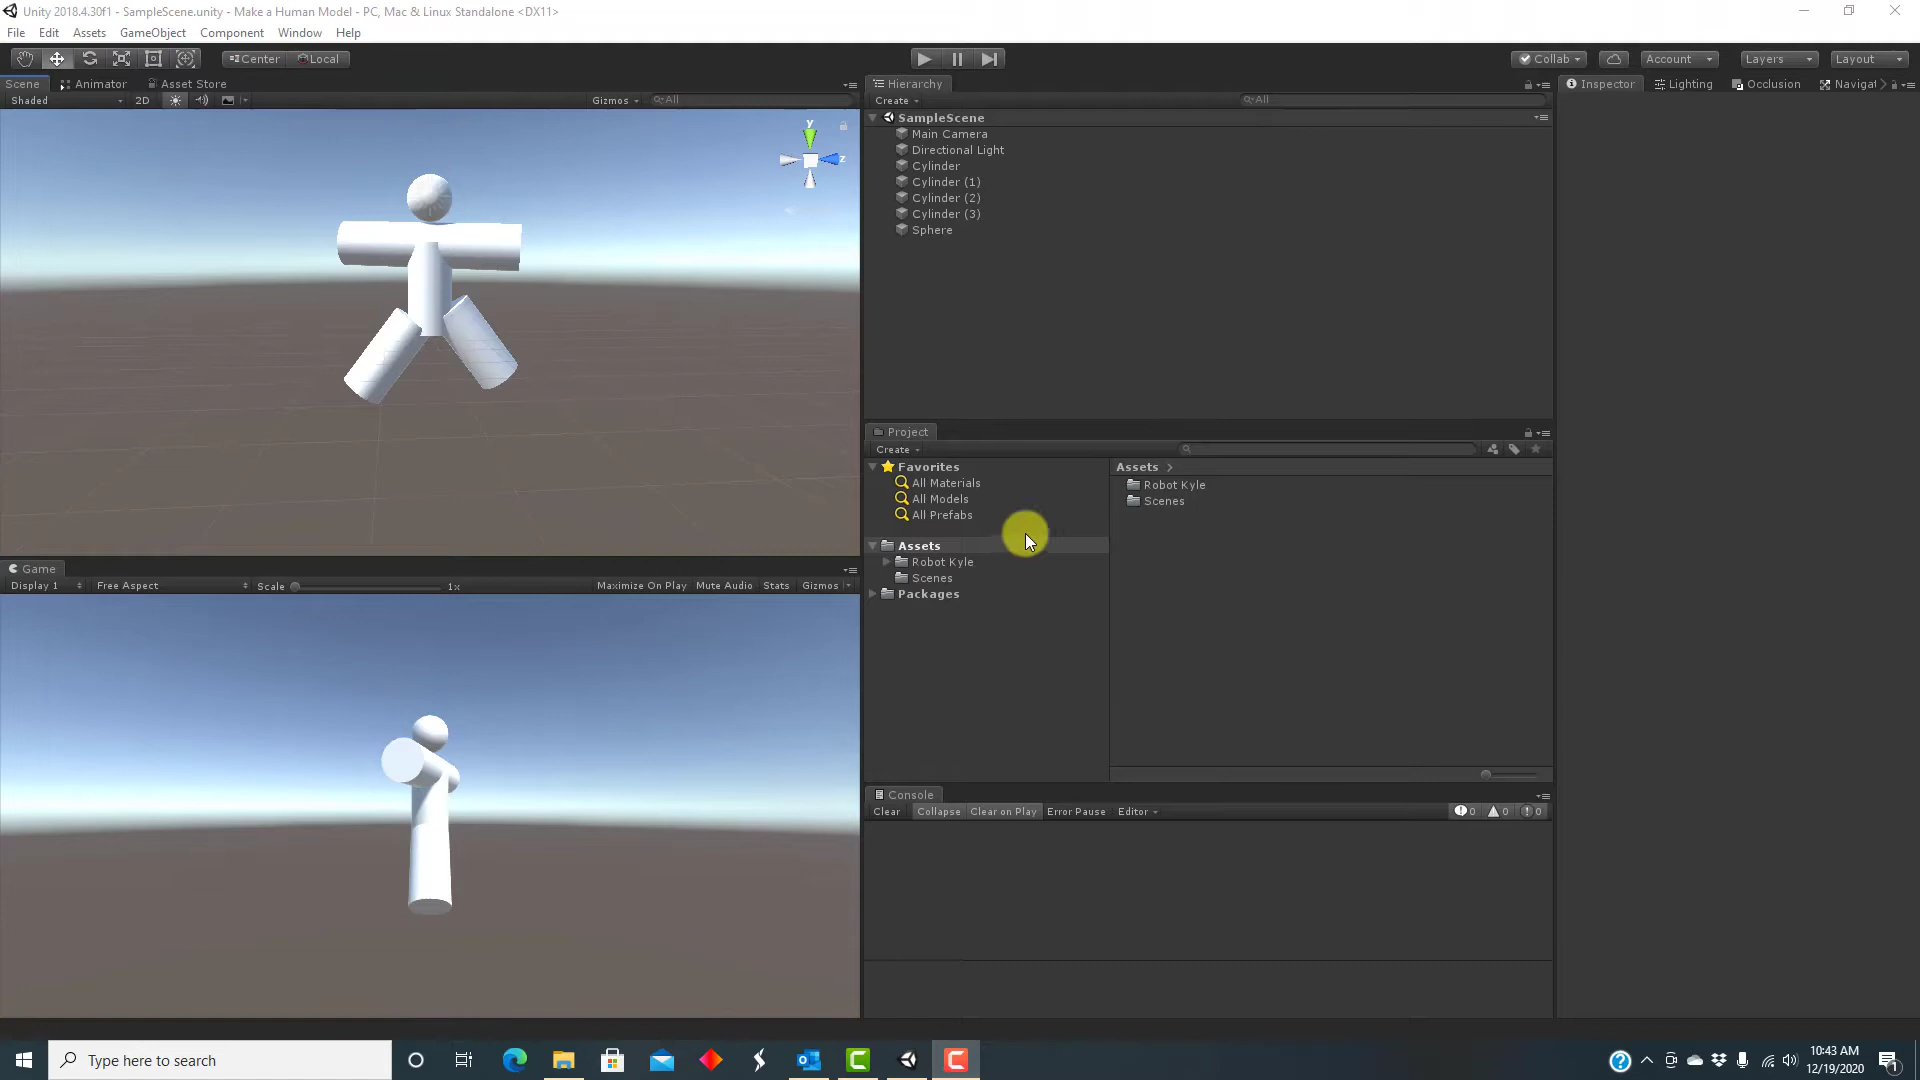 Unity 2018.4.30f1 - SampleScene.unity - Make a Human Model - PC, Mac & Linux Standalone <DX11>
File Edit Assets GameObject Component Window Help
Center Local
Collab Account Layers Layout
Scene Animator Asset Store
Shaded 2D Gizmos All
y
z
Hierarchy
Create All
SampleScene
Main Camera
Directional Light
Cylinder
Cylinder (1)
Cylinder (2)
Cylinder (3)
Sphere
Inspector Lighting Occlusion Navigat
Project
Create
Favorites
All Materials
All Models
All Prefabs
Assets
Robot Kyle
Scenes
Packages
Assets
Robot Kyle
Scenes
Game
Display 1 Free Aspect Scale 1x Maximize On Play Mute Audio Stats Gizmos
Console
Clear Collapse Clear on Play Error Pause Editor 0 0 0
Type here to search
10:43 AM
12/19/2020
1